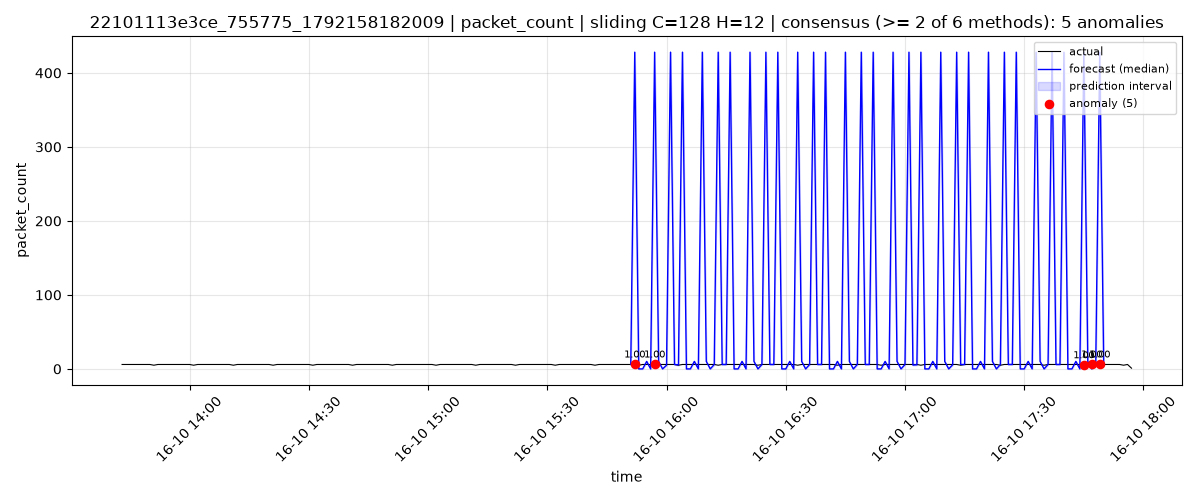 22101113e3ce_755775_1792158182009 | packet_count | sliding C=128 H=12 | consensus (>= 2 of 6 methods): 5 anomalies
actual
forecast (median)
prediction interval
anomaly (5)
400
300
200
100
0
packet_count
1.00
1.00
1.00
16-10 14:00
16-10 14:30
16-10 15:00
16-10 15:30
16-10 16:00
16-10 16:30
16-10 17:00
16-10 17:30
16-10 18:00
time